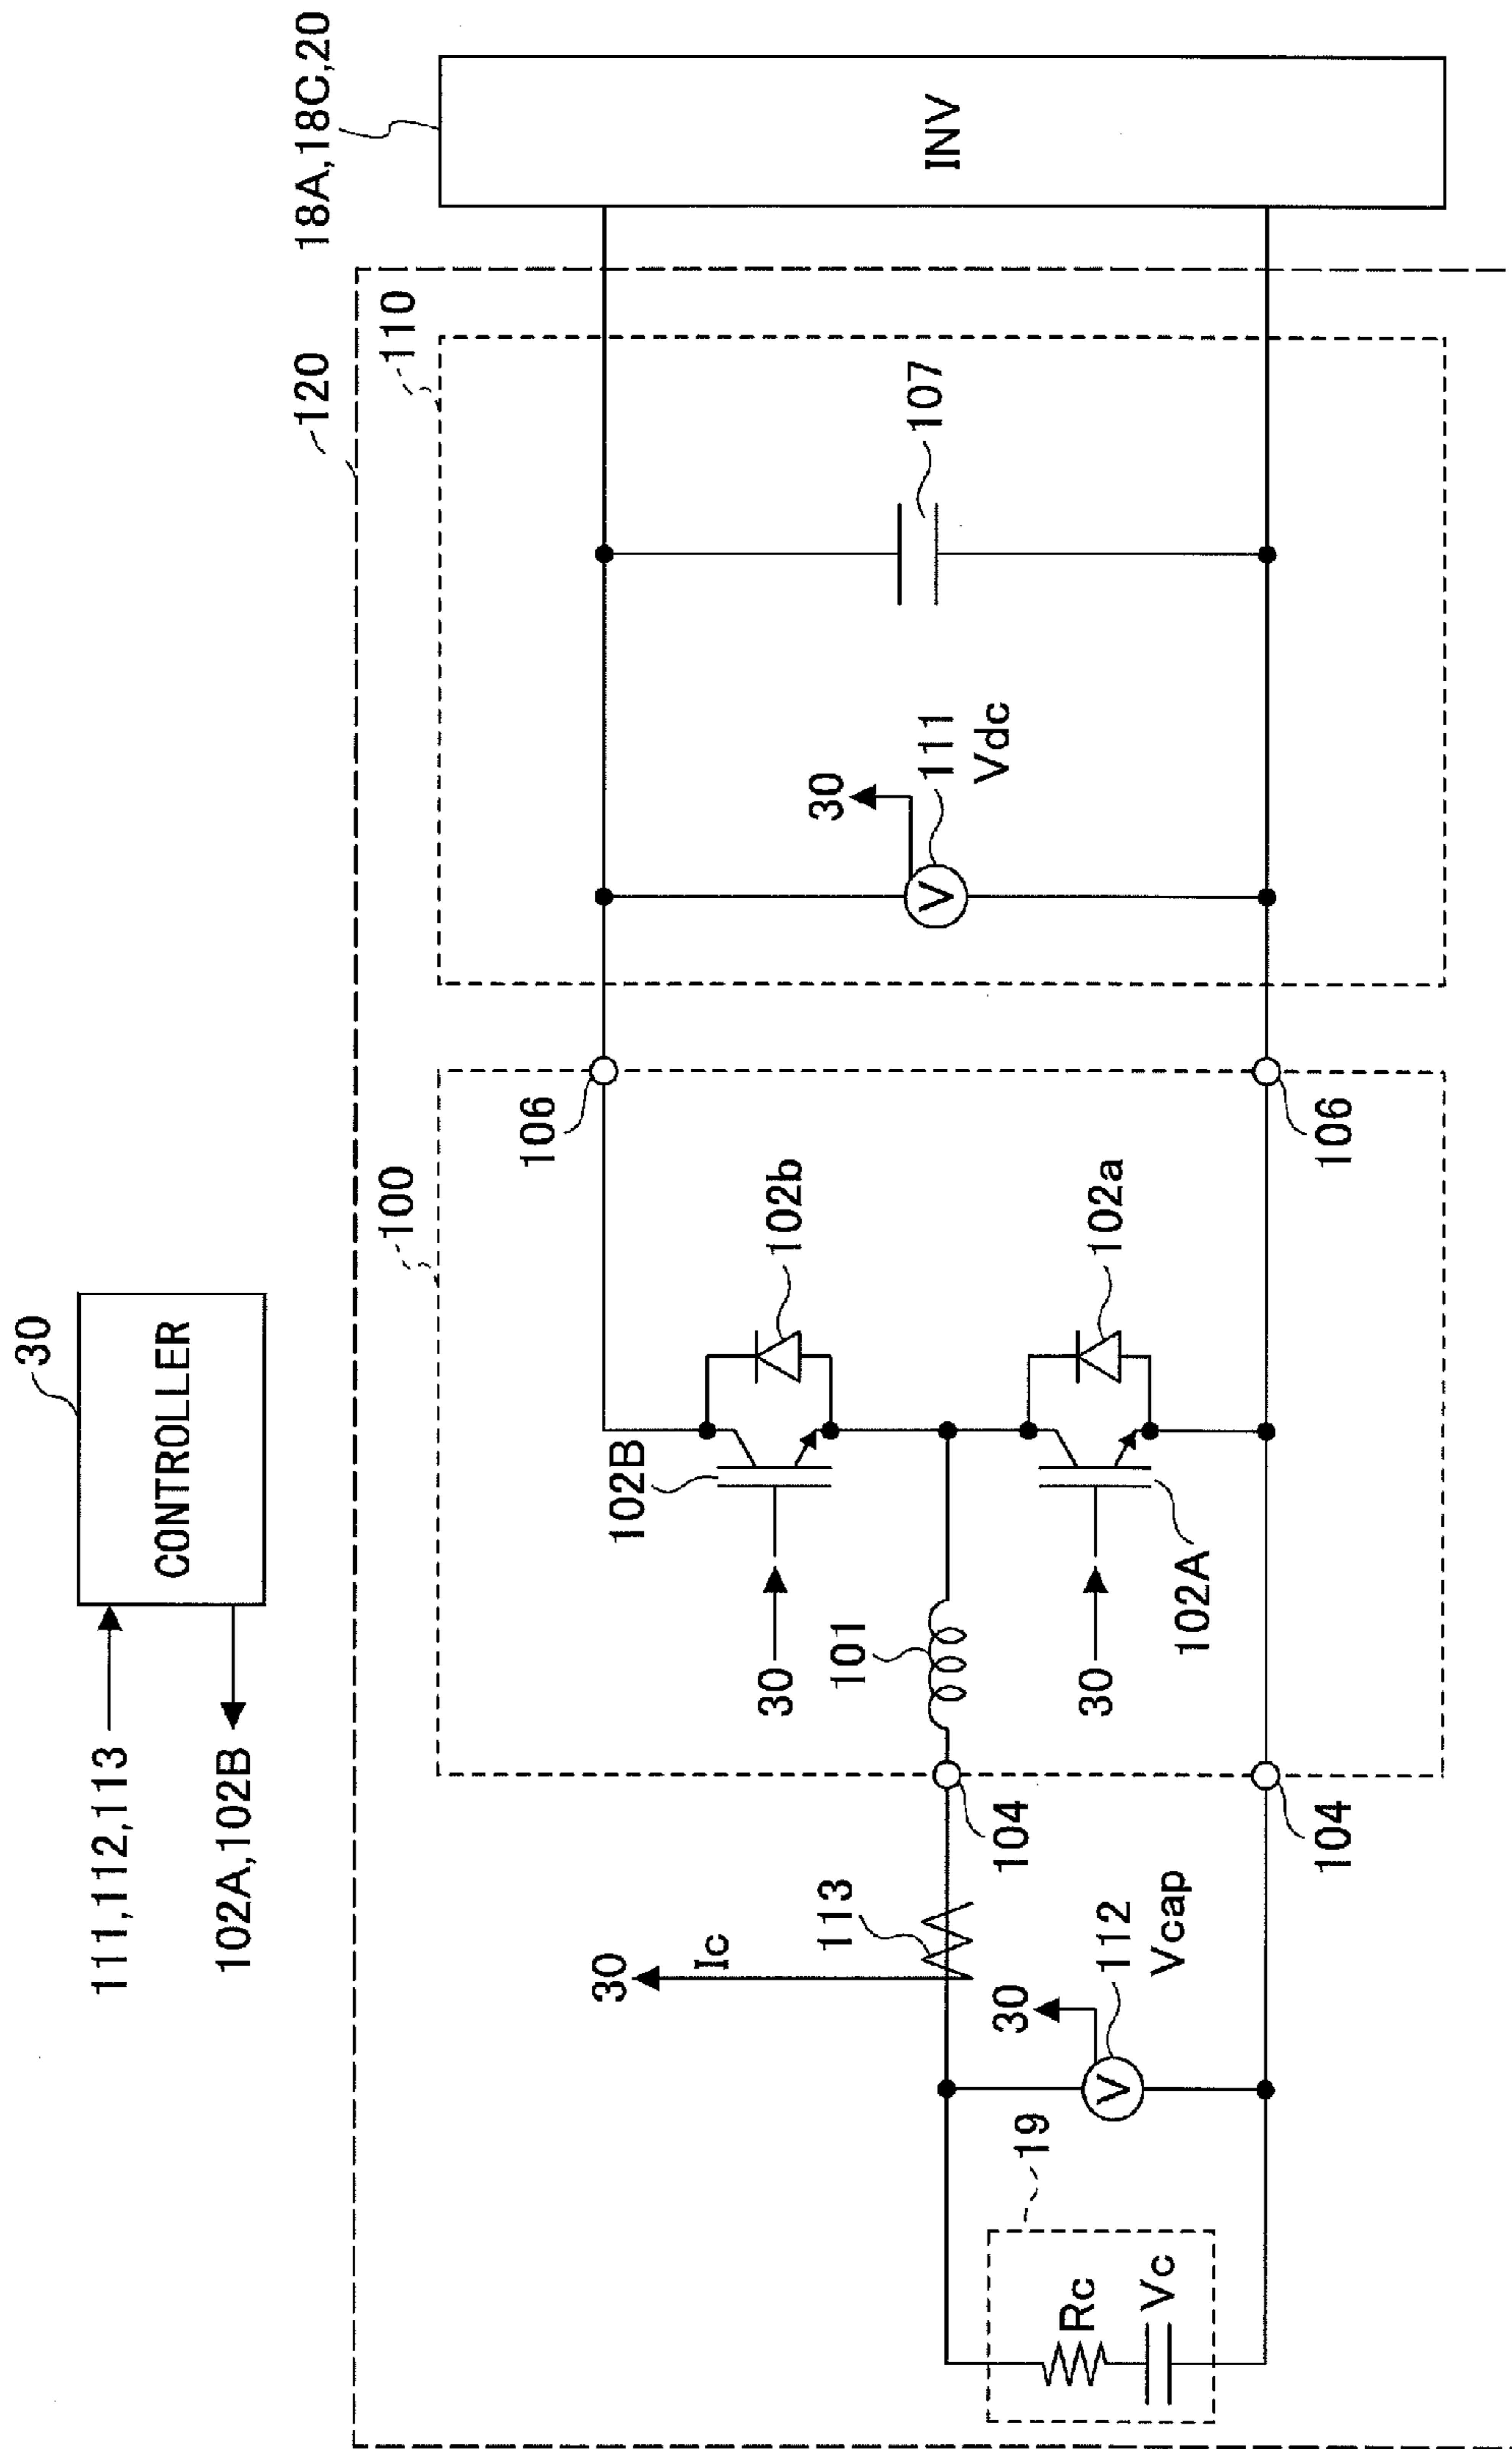 30
CONTROLLER
111,112,113
102A,102B
18A,18C,20
120
100
110
INV
106
102B
102b
30
30
Ic
113
101
30
111
Vdc
107
19
30
112
Vcap
104
30
102A
102a
Rc
Vc
104
106
V
V